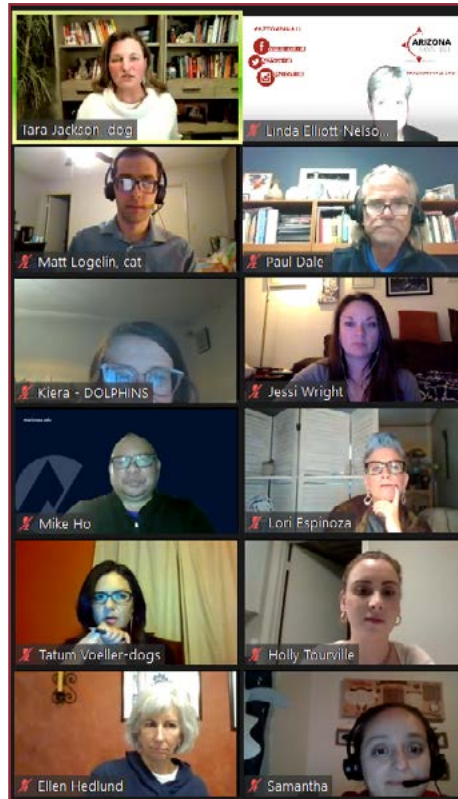 ARIZONA
Tara Jackson, dog
Linda Elliott-Nelso...
Matt Logelin, cat
Paul Dale
Kiera - DOLPHINS
Jessi Wright
Mike Ho
Lori Espinoza
Tatum Voeller-dogs
Holly Tourville
Ellen Hedlund
Samantha